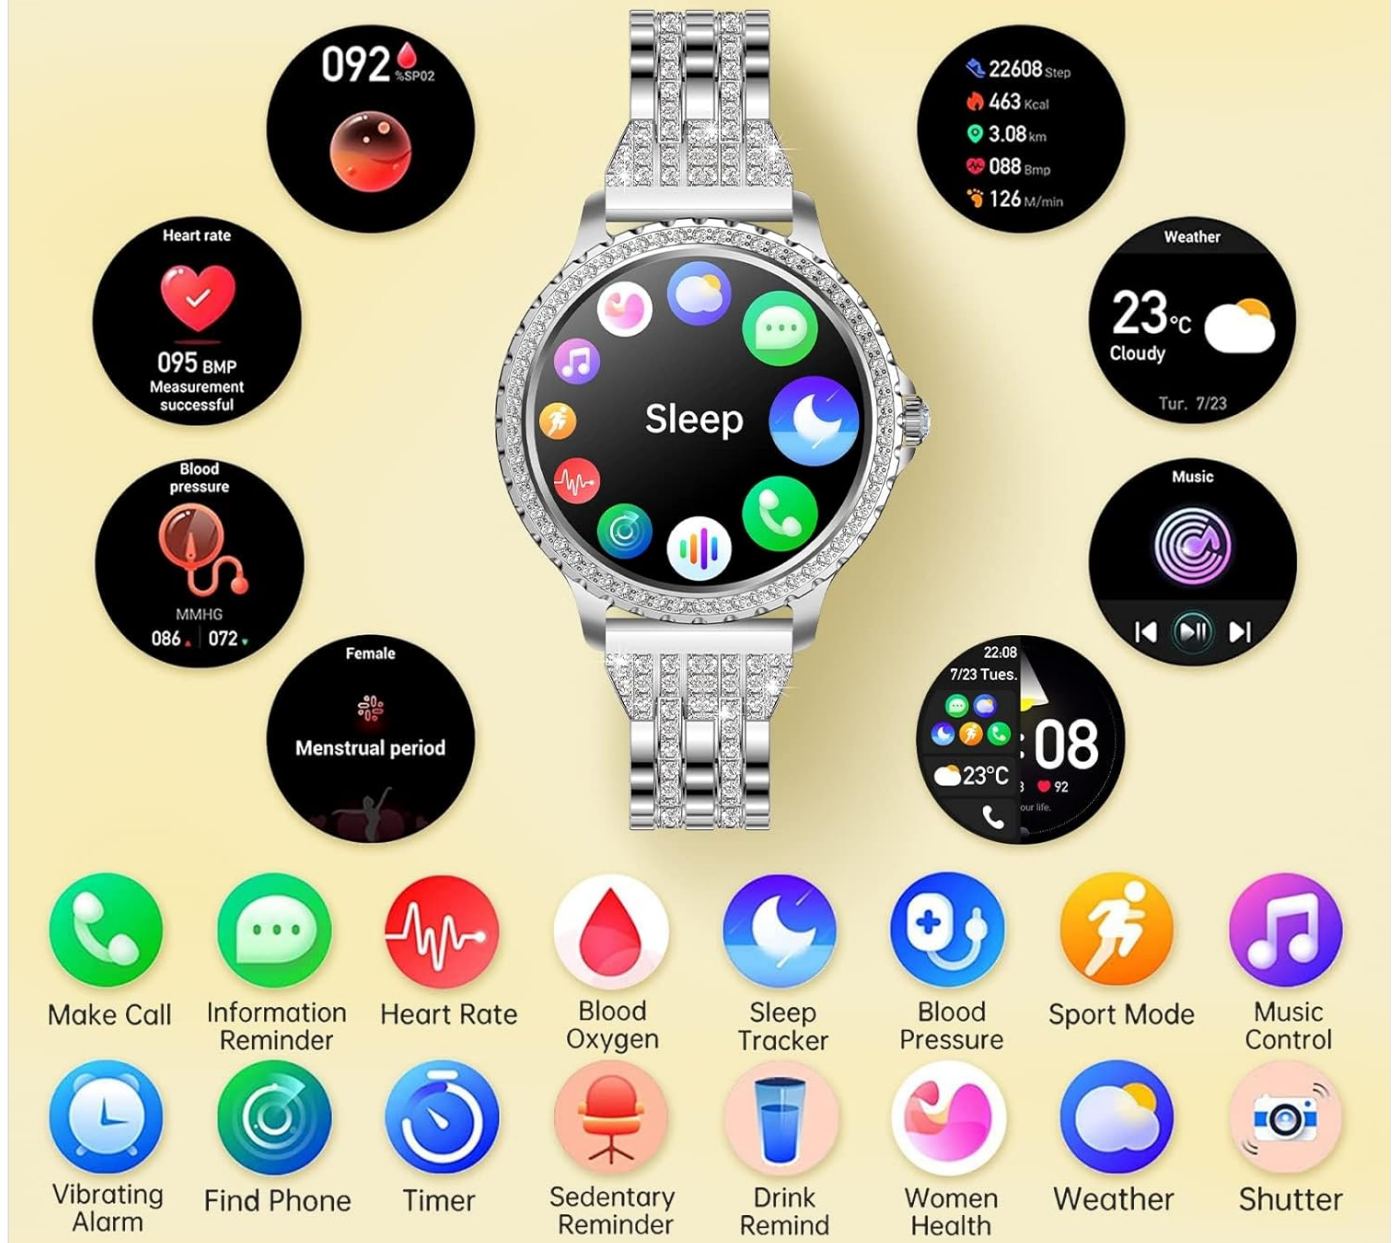 092 %SP02
22608 Step
463 Kcal
3.08 km
088 Bmp
126 M/min
Heart rate
095 BMP
Measurement
successful
Weather
23°C
Cloudy
Tur. 7/23
Sleep
Blood
pressure
MMHG
086 072
Music
Female
Menstrual period
22:08
7/23 Tues.
23°C
:08
92
our life.
Make Call
Information
Reminder
Heart Rate
Blood
Oxygen
Sleep
Tracker
Blood
Pressure
Sport Mode
Music
Control
Vibrating
Alarm
Find Phone
Timer
Sedentary
Reminder
Drink
Remind
Women
Health
Weather
Shutter